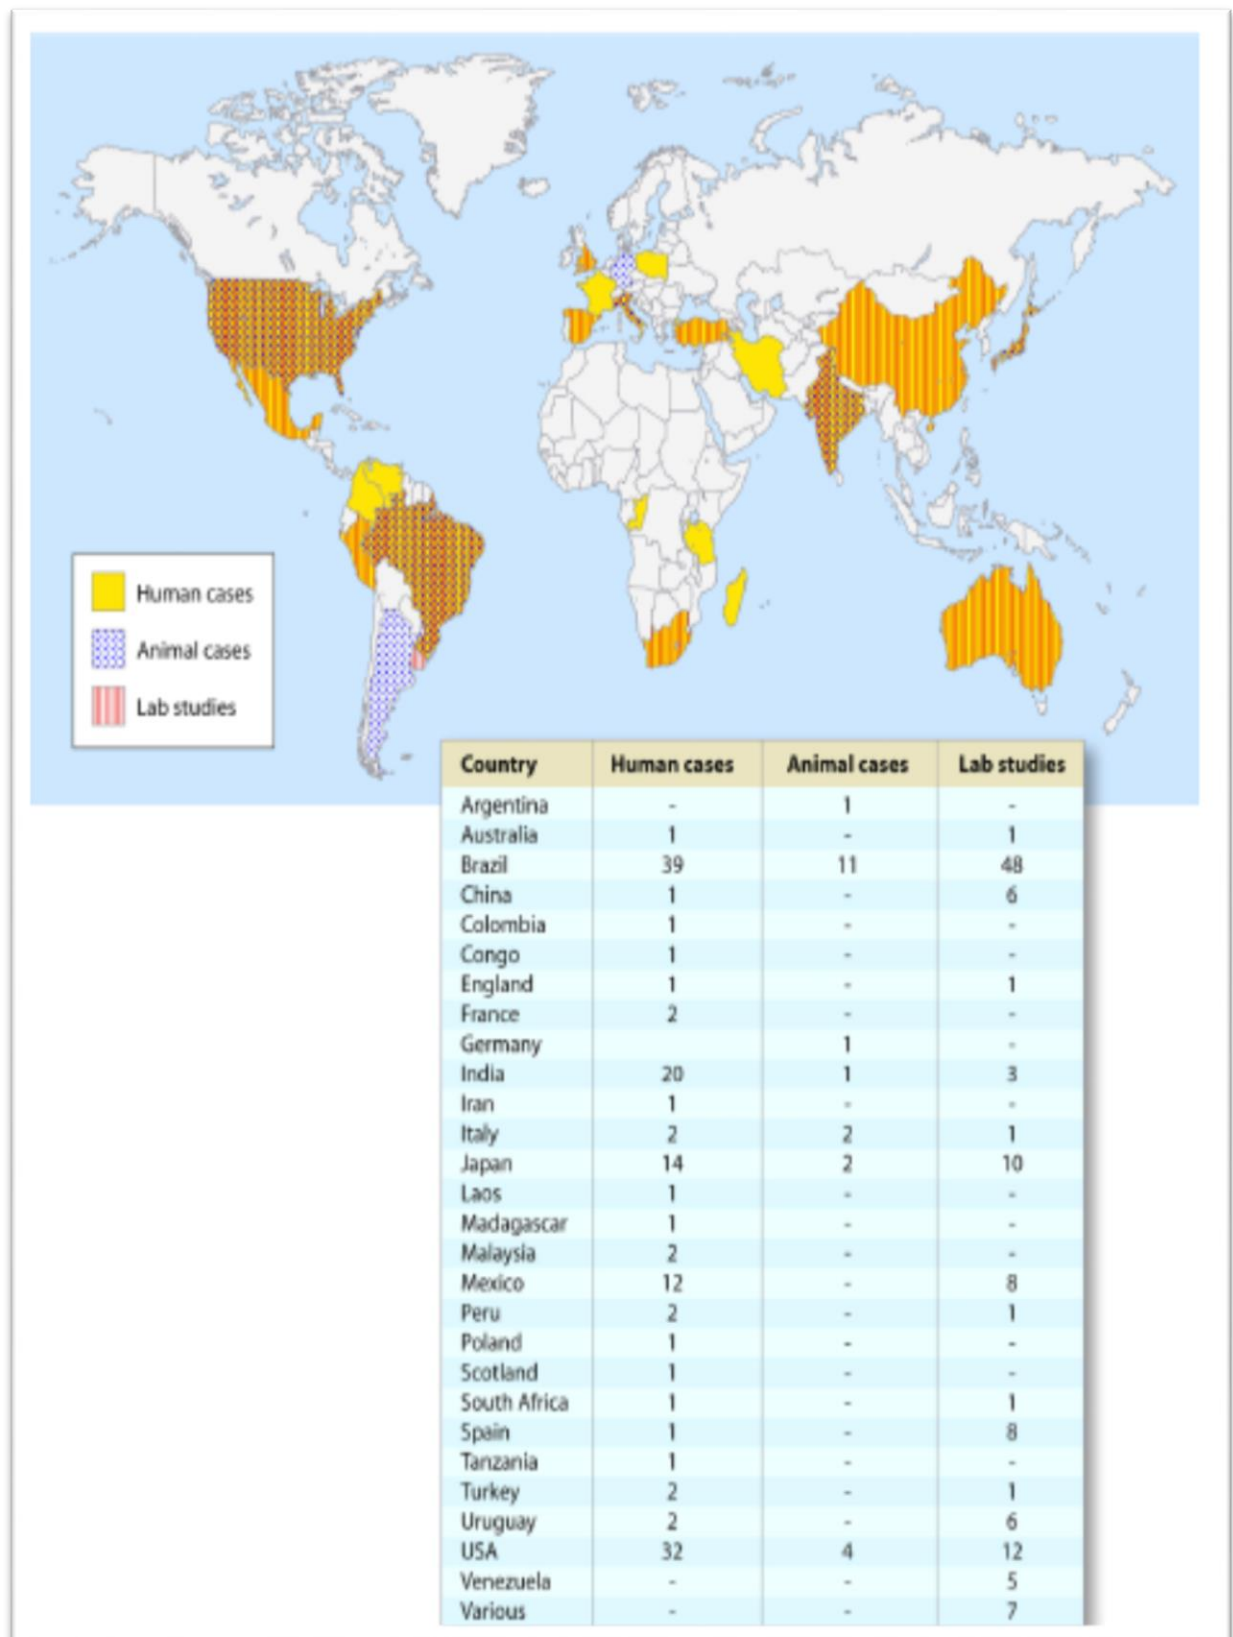 Human cases
Animal cases
Lab studies
Country Human cases Animal cases Lab studies
Argentina - 1 -
Australia 1 - 1
Brazil 39 11 48
China 1 - 6
Colombia 1 - -
Congo 1 - -
England 1 - 1
France 2 - -
Germany 1 -
India 20 1 3
Iran 1 - -
Italy 2 2 1
Japan 14 2 10
Laos 1 - -
Madagascar 1 - -
Malaysia 2 - -
Mexico 12 - 8
Peru 2 - 1
Poland 1 - -
Scotland 1 - -
South Africa 1 - 1
Spain 1 - 8
Tanzania 1 - -
Turkey 2 - 1
Uruguay 2 - 6
USA 32 4 12
Venezuela - - 5
Various - - 7